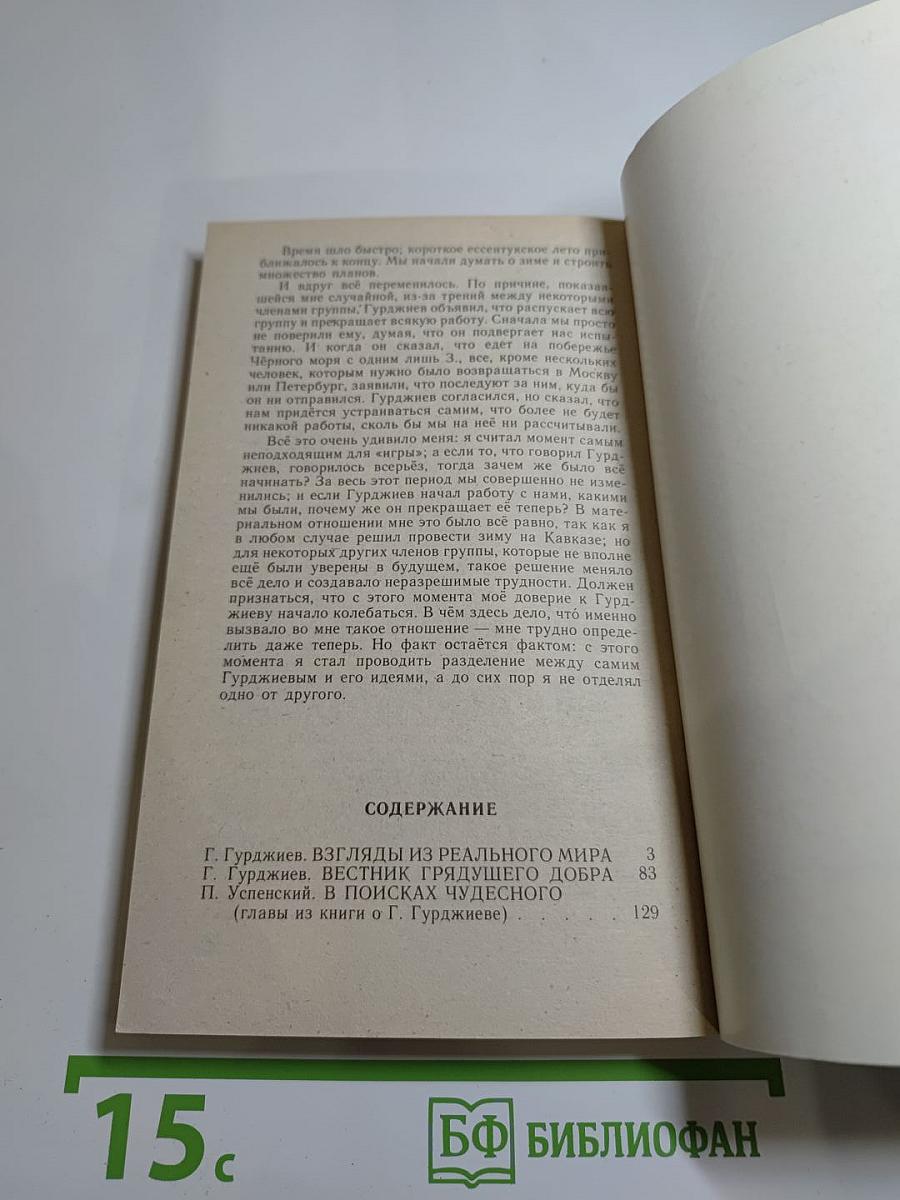 Время шло быстро; короткое ессентукское лето при-
ближалось к концу. Мы начали думать о зиме и строить
множество планов.
И вдруг всё переменилось. По причине, показав-
шейся мне случайной, из-за трений между некоторыми
членами группы, Гурджиев объявил, что распускает всю
группу и прекращает всякую работу. Сначала мы просто
не поверили ему, думая, что он подвергает нас испы-
танию. И когда он сказал, что едет на побережье
Чёрного моря с одним лишь З., все, кроме нескольких
человек, которым нужно было возвращаться в Москву
или Петербург, заявили, что последуют за ним, куда бы
он ни отправился. Гурджиев согласился, но сказал, что
нам придётся устраиваться самим, что более не будет
никакой работы, сколь бы мы на неё ни рассчитывали.
Всё это очень удивило меня: я считал момент самым
неподходящим для «игры»; а если то, что говорил Гурд-
жиев, говорилось всерьёз, тогда зачем же было всё
начинать? За весь этот период мы совершенно не изме-
нились; и если Гурджиев начал работу с нами, какими
мы были, почему же он прекращает её теперь? В мате-
риальном отношении мне это было всё равно, так как я
в любом случае решил провести зиму на Кавказе; но
для некоторых других членов группы, которые не вполне
ещё были уверены в будущем, такое решение меняло
всё дело и создавало неразрешимые трудности. Должен
признаться, что с этого момента моё доверие к Гурд-
жиеву начало колебаться. В чём здесь дело, что́ именно
вызвало во мне такое отношение — мне трудно опреде-
лить даже теперь. Но факт остаётся фактом: с этого
момента я стал проводить разделение между самим
Гурджиевым и его идеями, а до сих пор я не отделял
одно от другого.
СОДЕРЖАНИЕ
Г. Гурджиев. ВЗГЛЯДЫ ИЗ РЕАЛЬНОГО МИРА 3
Г. Гурджиев. ВЕСТНИК ГРЯДУЩЕГО ДОБРА 83
П. Успенский. В ПОИСКАХ ЧУДЕСНОГО
(главы из книги о Г. Гурджиеве) . . . . . 129
15 с
БФ БИБЛИОФАН